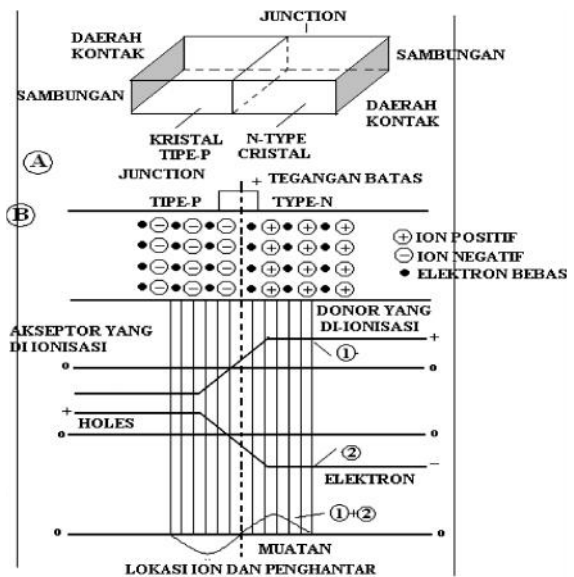 JUNCTION
DAERAH
KONTAK
SAMBUNGAN
SAMBUNGAN
DAERAH
KONTAK
KRISTAL
TIPE-P
N-TYPE
CRISTAL
A
JUNCTION
+ TEGANGAN BATAS
TIPE-P
TYPE-N
B
+ ION POSITIF
− ION NEGATIF
● ELEKTRON BEBAS
AKSEPTOR YANG
DI IONISASI
DONOR YANG
DI-IONISASI
+
1
o
o
+
HOLES
o
o
2
−
ELEKTRON
1+2
o
o
MUATAN
LOKASI ION DAN PENGHANTAR